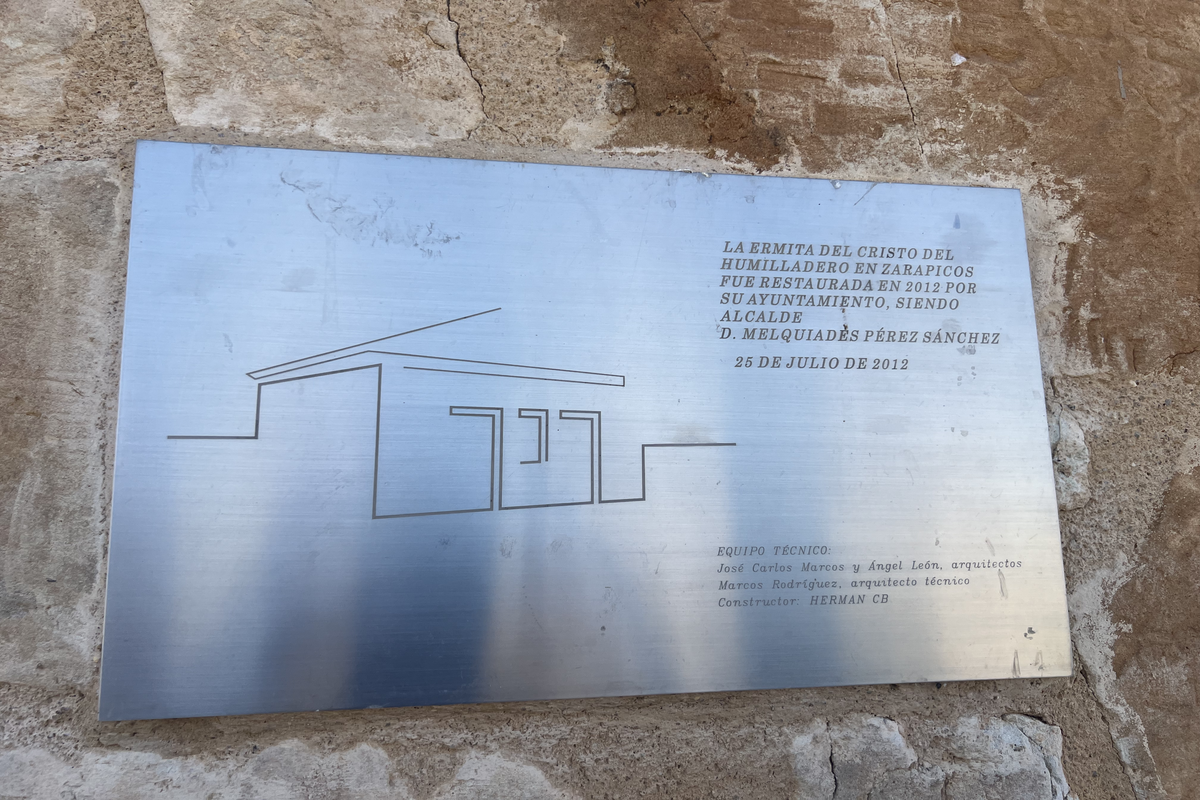 LA ERMITA DEL CRISTO DEL
HUMILLADERO EN ZARAPICOS
FUE RESTAURADA EN 2012 POR
SU AYUNTAMIENTO, SIENDO
ALCALDE
D. MELQUIADES PÉREZ SÁNCHEZ
25 DE JULIO DE 2012
EQUIPO TÉCNICO:
José Carlos Marcos y Ángel León, arquitectos
Marcos Rodríguez, arquitecto técnico
Constructor: HERMAN CB